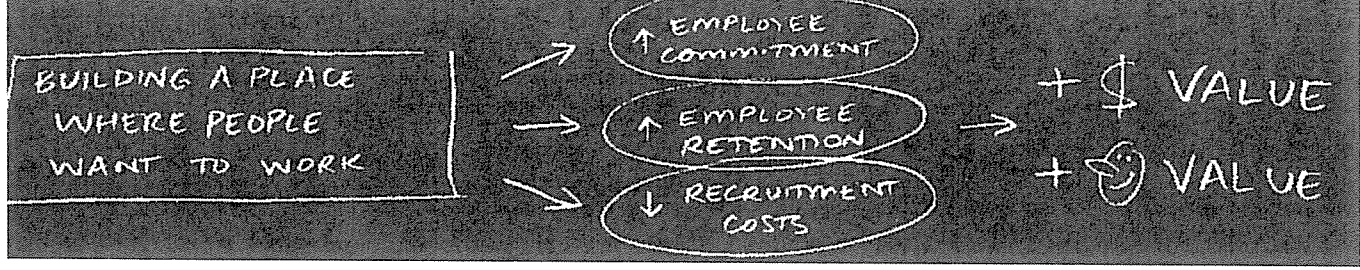 BUILDING A PLACE
WHERE PEOPLE
WANT TO WORK
↑ EMPLOYEE
COMMITMENT
↑ EMPLOYEE
RETENTION
↓ RECRUITMENT
COSTS
+ $ VALUE
+ VALUE